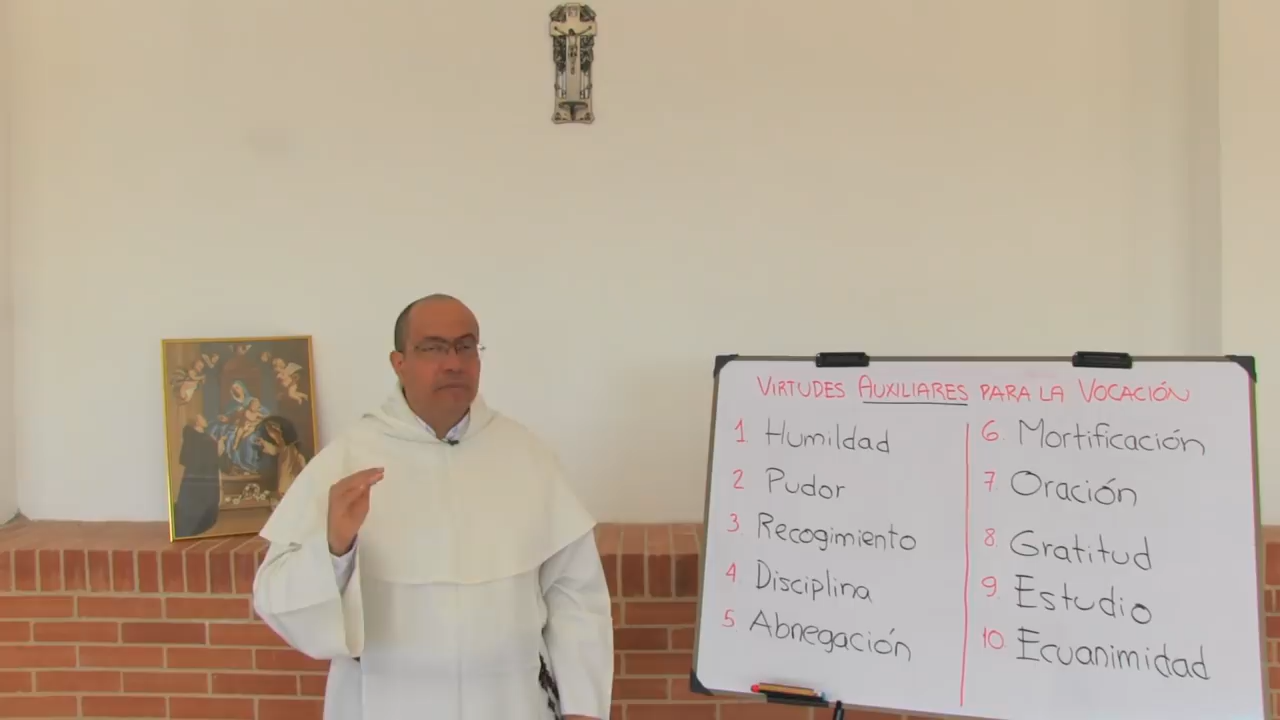 VIRTUDES AUXILIARES PARA LA VOCACIÓN
1 Humildad
2 Pudor
3. Recogimiento
4. Disciplina
5. Abnegación
6. Mortificación
7 Oración
8 Gratitud
9. Estudio
10. Ecuanimidad